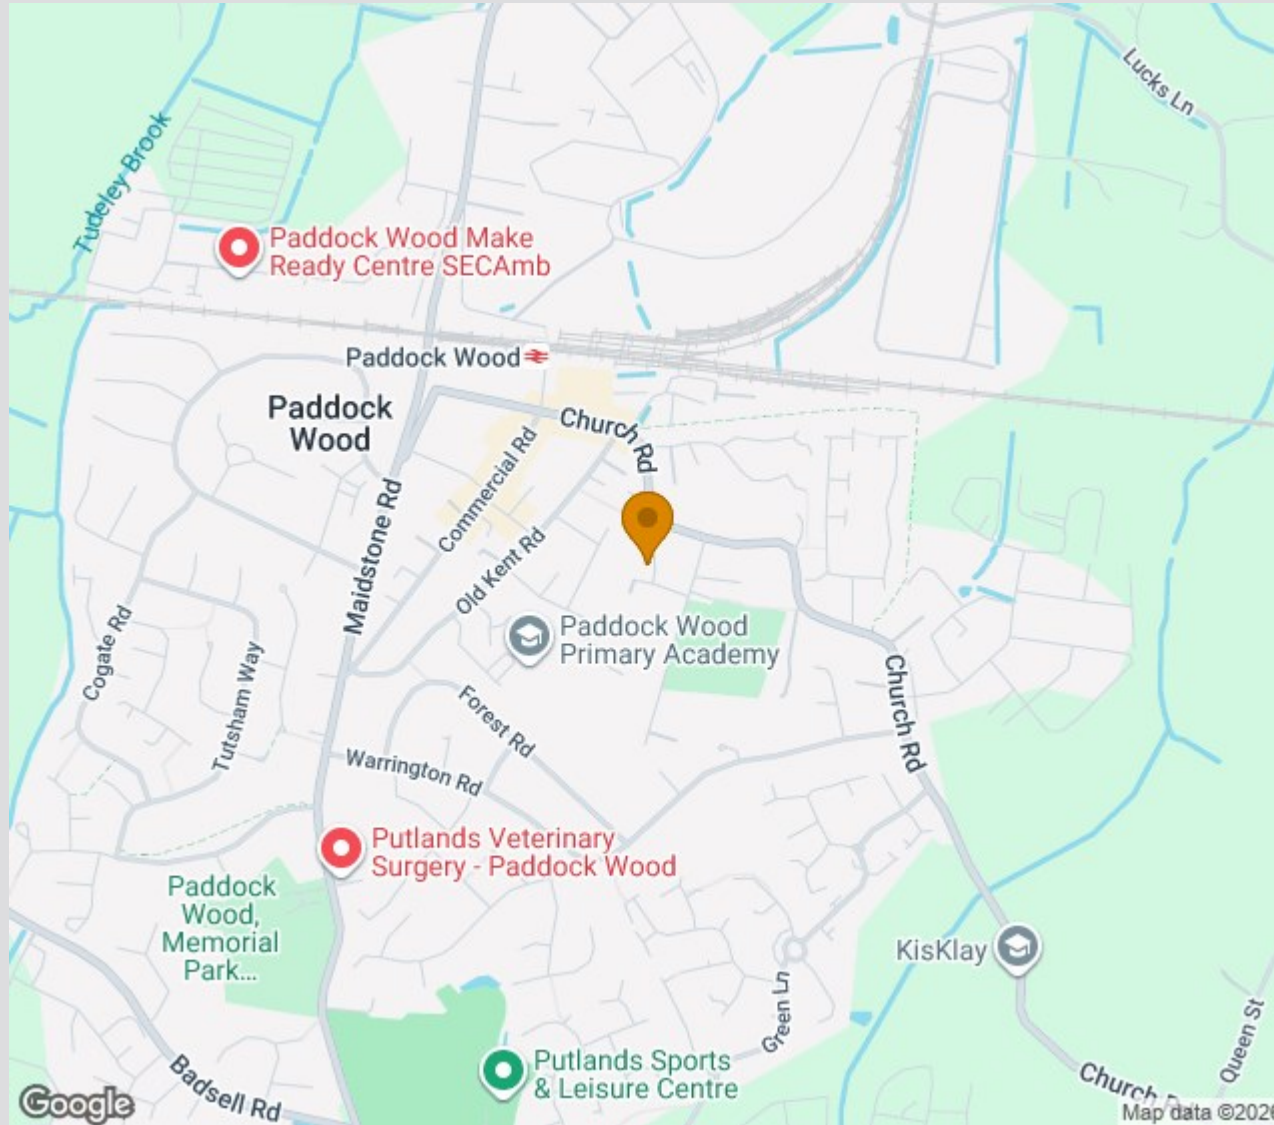 Lucks Ln
Tudeley Brook
Paddock Wood Make
Ready Centre SECAmb
Paddock Wood
Paddock
Wood
Church Rd
Commercial Rd
Maidstone Rd
Old Kent Rd
Paddock Wood
Primary Academy
Cogate Rd
Tutsham Way
Church Rd
Forest Rd
Warrington Rd
Putlands Veterinary
Surgery - Paddock Wood
Paddock
Wood,
Memorial
Park...
KisKlay
Green Ln
Queen St
Putlands Sports
& Leisure Centre
Badsell Rd
Church
Google
Map data ©2026